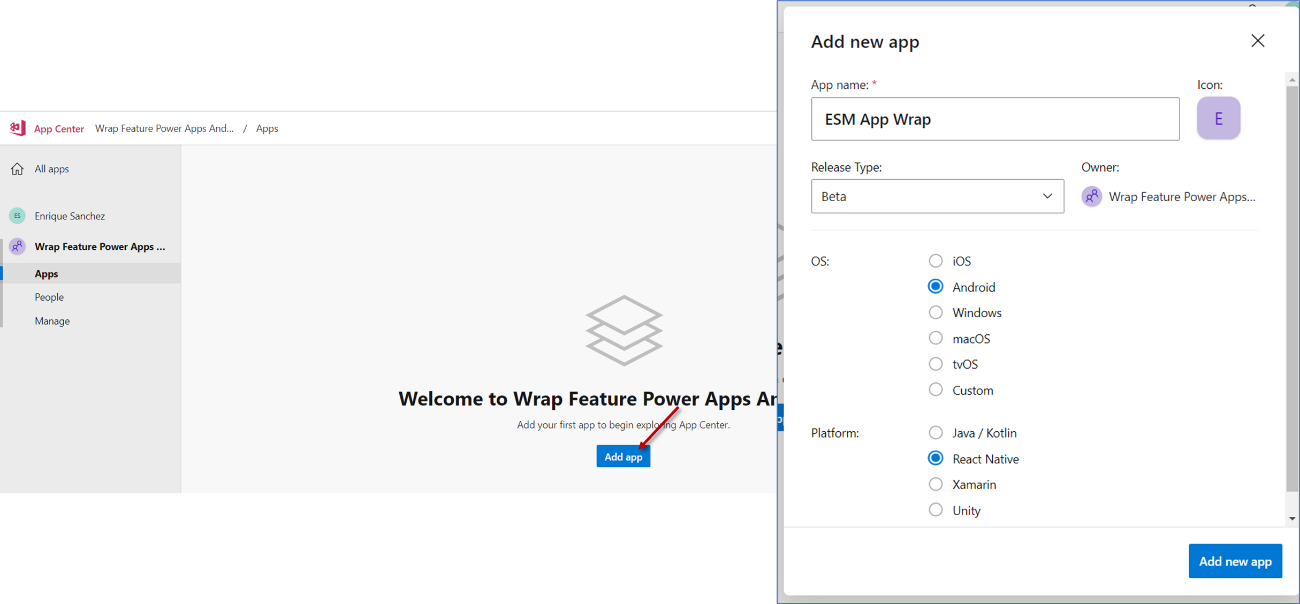 App Center Wrap Feature Power Apps And... / Apps
All apps
ES Enrique Sanchez
Wrap Feature Power Apps ...
Apps
People
Manage
Welcome to Wrap Feature Power Apps An
Add your first app to begin exploring App Center.
Add app
Add new app
App name: *
Icon:
ESM App Wrap
E
Release Type:
Owner:
Beta
Wrap Feature Power Apps...
OS:
iOS
Android
Windows
macOS
tvOS
Custom
Platform:
Java / Kotlin
React Native
Xamarin
Unity
Add new app